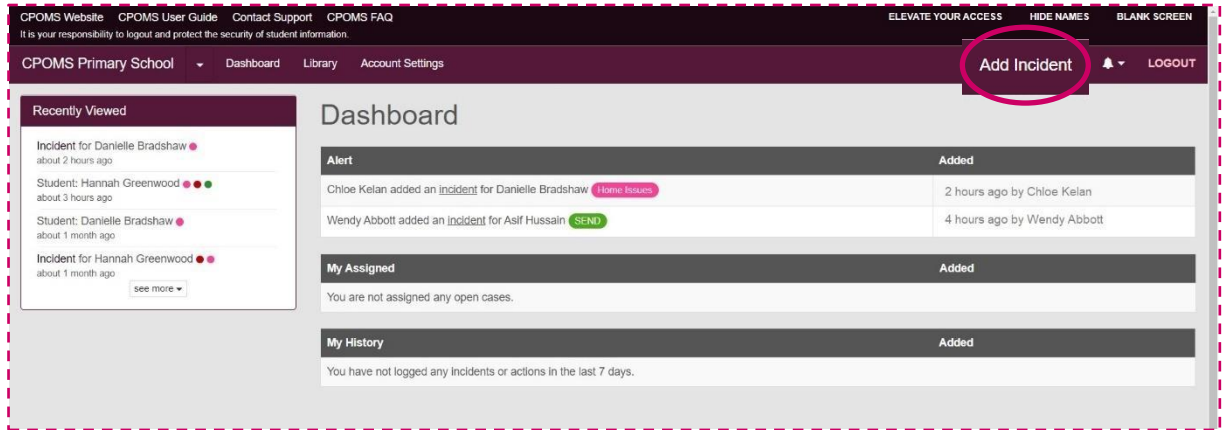 CPOMS Website CPOMS User Guide Contact Support CPOMS FAQ ELEVATE YOUR ACCESS HIDE NAMES BLANK SCREEN
It is your responsibility to logout and protect the security of student information.
CPOMS Primary School Dashboard Library Account Settings Add Incident LOGOUT
Recently Viewed
Incident for Danielle Bradshaw
about 2 hours ago
Student: Hannah Greenwood
about 3 hours ago
Student: Danielle Bradshaw
about 1 month ago
Incident for Hannah Greenwood
about 1 month ago
see more
Dashboard
Alert Added
Chloe Kelan added an incident for Danielle Bradshaw Home Issues 2 hours ago by Chloe Kelan
Wendy Abbott added an incident for Asif Hussain SEND 4 hours ago by Wendy Abbott
My Assigned Added
You are not assigned any open cases.
My History Added
You have not logged any incidents or actions in the last 7 days.